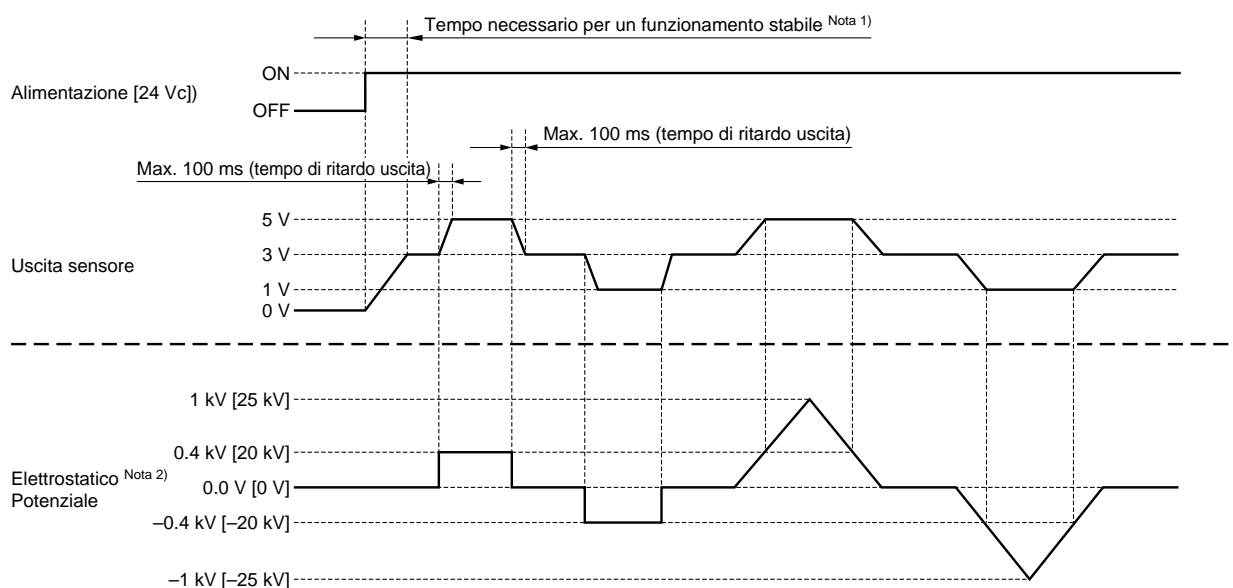 Tempo necessario per un funzionamento stabile Nota 1)
ON
Alimentazione [24 Vc])
OFF
Max. 100 ms (tempo di ritardo uscita)
Max. 100 ms (tempo di ritardo uscita)
5 V
3 V
Uscita sensore
1 V
0 V
1 kV [25 kV]
0.4 kV [20 kV]
Elettrostatico Nota 2)
Potenziale
0.0 V [0 V]
–0.4 kV [–20 kV]
–1 kV [–25 kV]